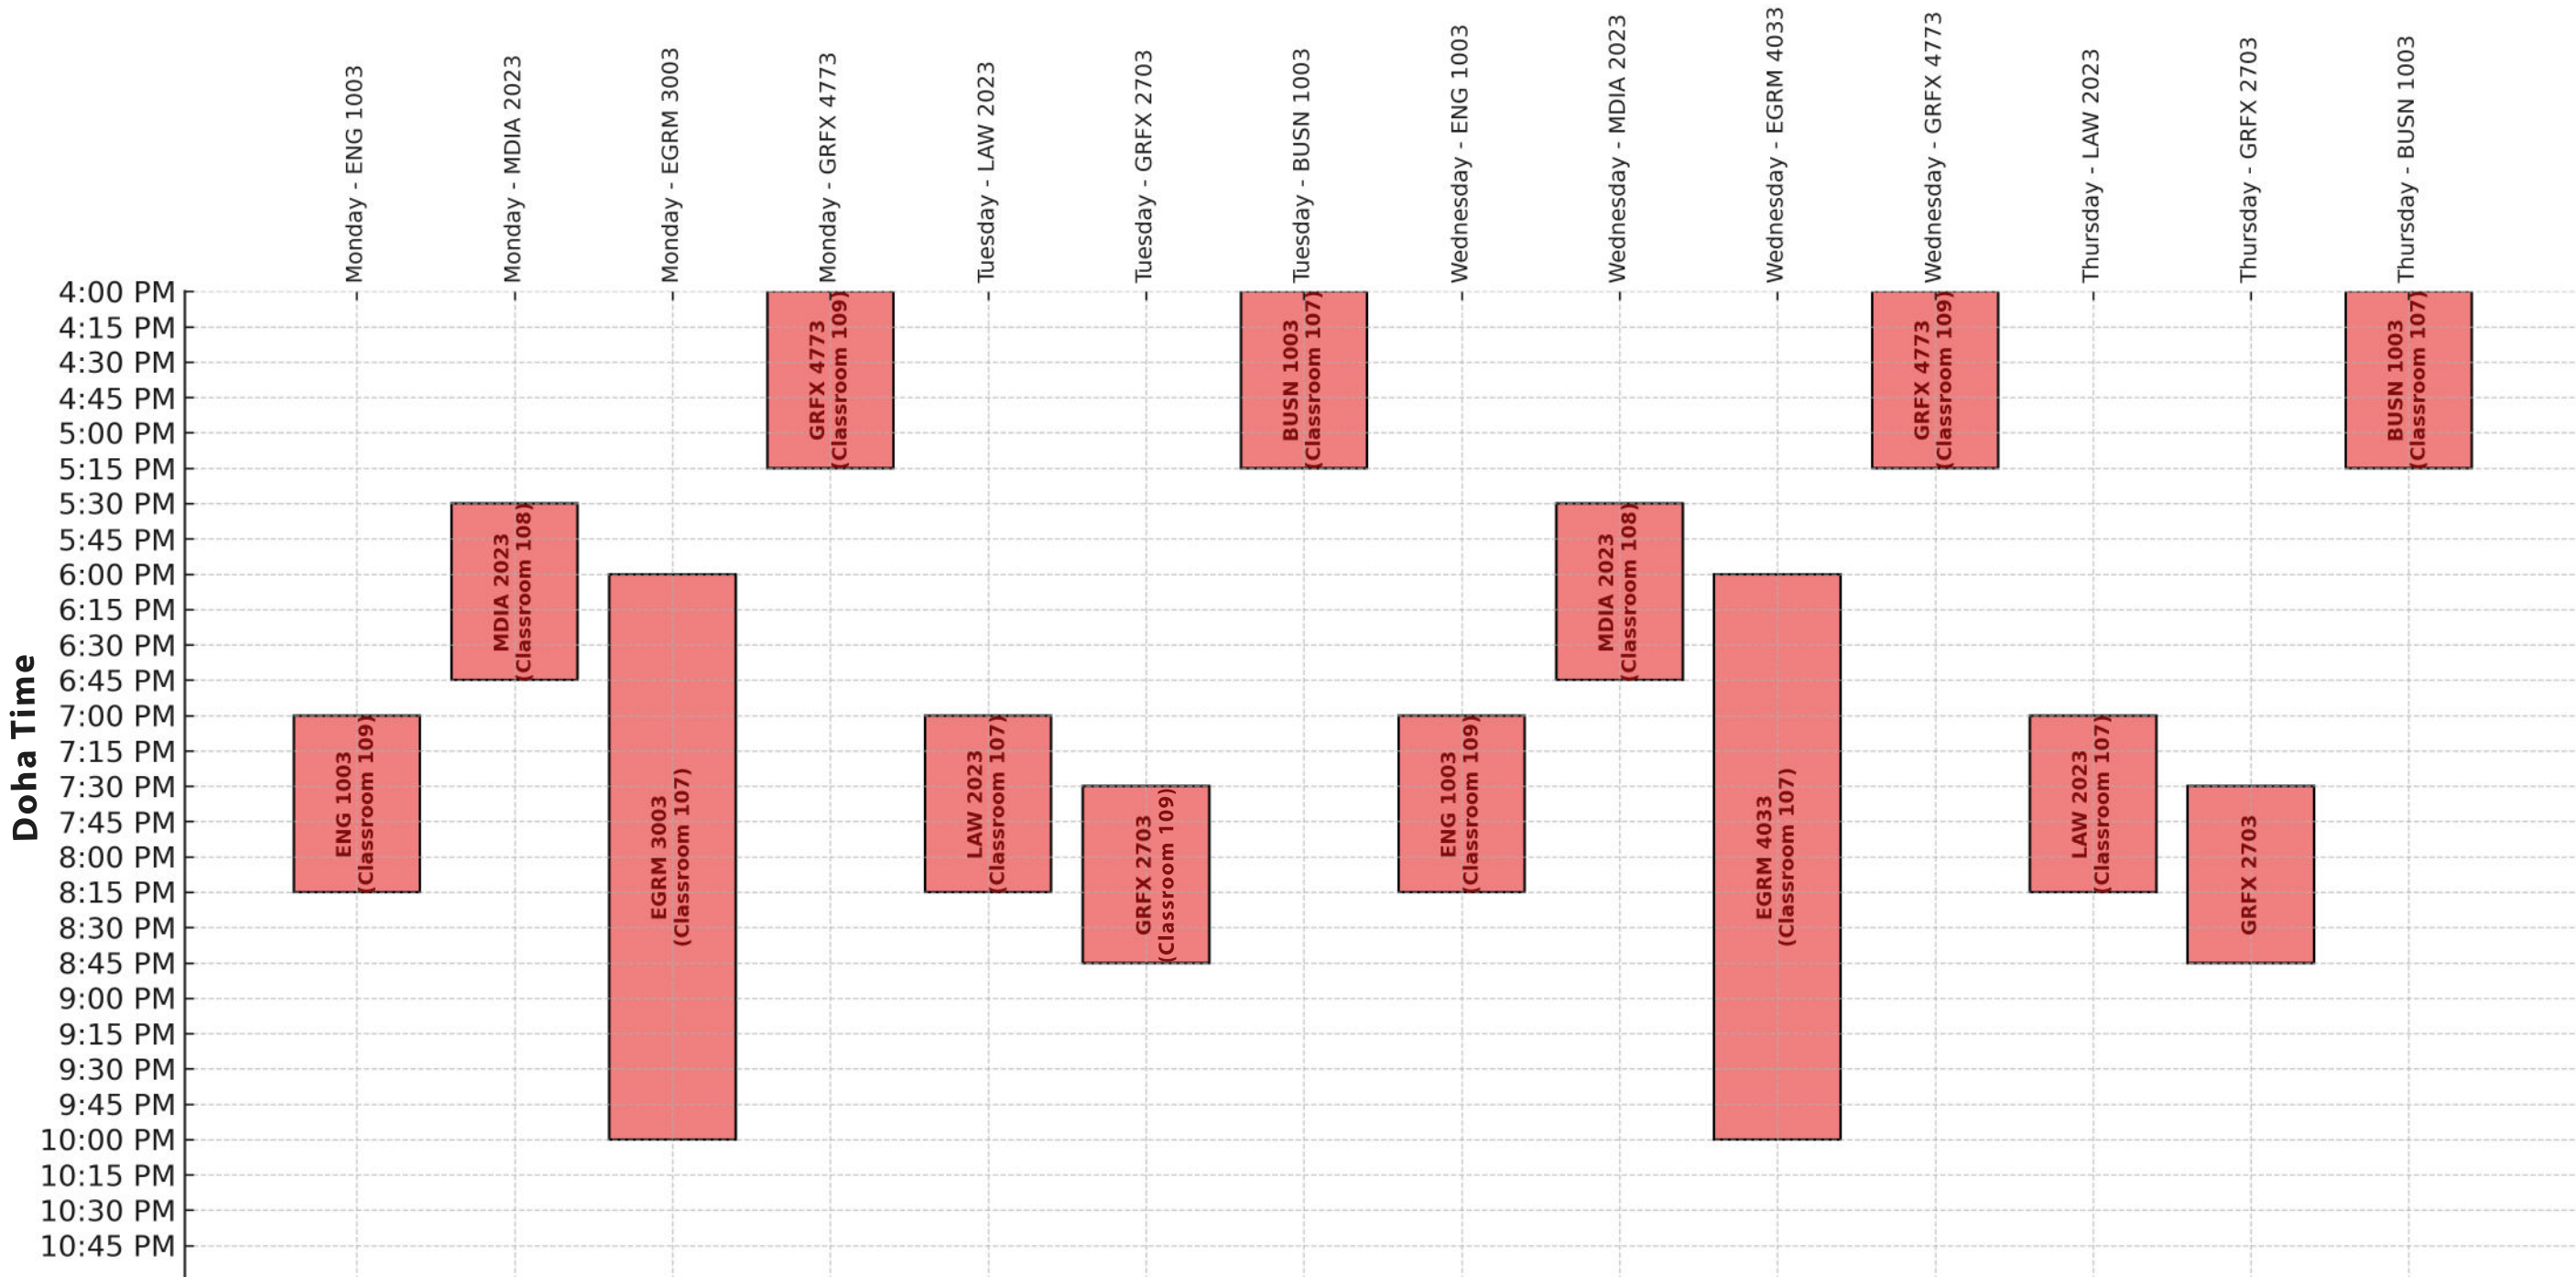 Monday - ENG 1003
Monday - MDIA 2023
Monday - EGRM 3003
Monday - GRFX 4773
Tuesday - LAW 2023
Tuesday - GRFX 2703
Tuesday - BUSN 1003
Wednesday - ENG 1003
Wednesday - MDIA 2023
Wednesday - EGRM 4033
Wednesday - GRFX 4773
Thursday - LAW 2023
Thursday - GRFX 2703
Thursday - BUSN 1003
Doha Time
4:00 PM
4:15 PM
4:30 PM
4:45 PM
5:00 PM
5:15 PM
5:30 PM
5:45 PM
6:00 PM
6:15 PM
6:30 PM
6:45 PM
7:00 PM
7:15 PM
7:30 PM
7:45 PM
8:00 PM
8:15 PM
8:30 PM
8:45 PM
9:00 PM
9:15 PM
9:30 PM
9:45 PM
10:00 PM
10:15 PM
10:30 PM
10:45 PM
ENG 1003
(Classroom 109)
MDIA 2023
(Classroom 108)
EGRM 3003
(Classroom 107)
GRFX 4773
(Classroom 109)
LAW 2023
(Classroom 107)
GRFX 2703
(Classroom 109)
BUSN 1003
(Classroom 107)
ENG 1003
(Classroom 109)
MDIA 2023
(Classroom 108)
EGRM 4033
(Classroom 107)
GRFX 4773
(Classroom 109)
LAW 2023
(Classroom 107)
GRFX 2703
BUSN 1003
(Classroom 107)